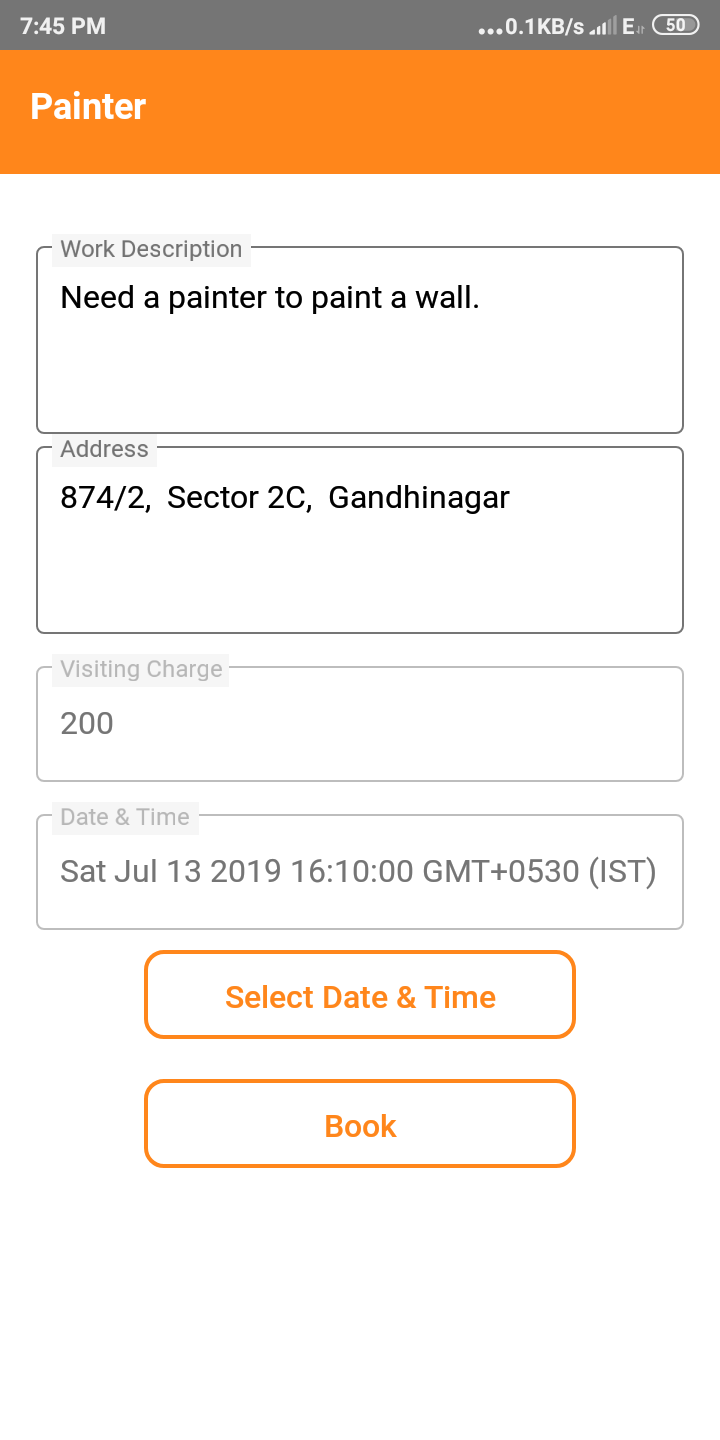 7:45 PM ...0.1KB/s E 50
Painter
Work Description
Need a painter to paint a wall.
Address
874/2,  Sector 2C,  Gandhinagar
Visiting Charge
200
Date & Time
Sat Jul 13 2019 16:10:00 GMT+0530 (IST)
Select Date & Time
Book